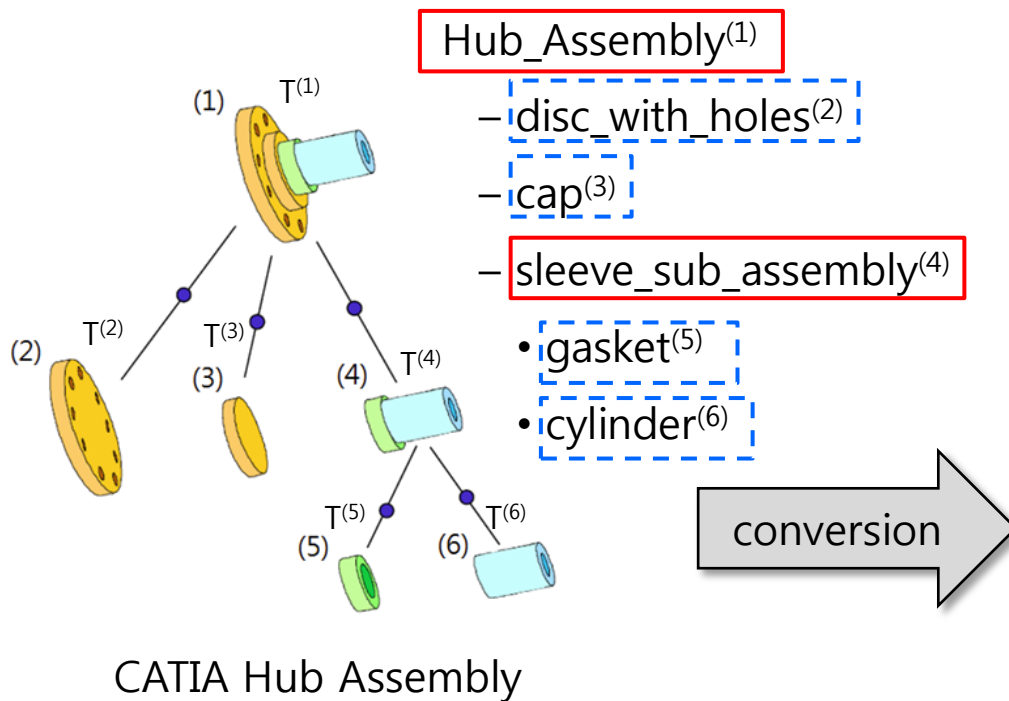 Hub_Assembly(1)
– disc_with_holes(2)
– cap(3)
– sleeve_sub_assembly(4)
• gasket(5)
• cylinder(6)
(1) T(1)
(2) T(2)
(3) T(3)
(4) T(4)
(5) T(5)
(6) T(6)
conversion
CATIA Hub Assembly